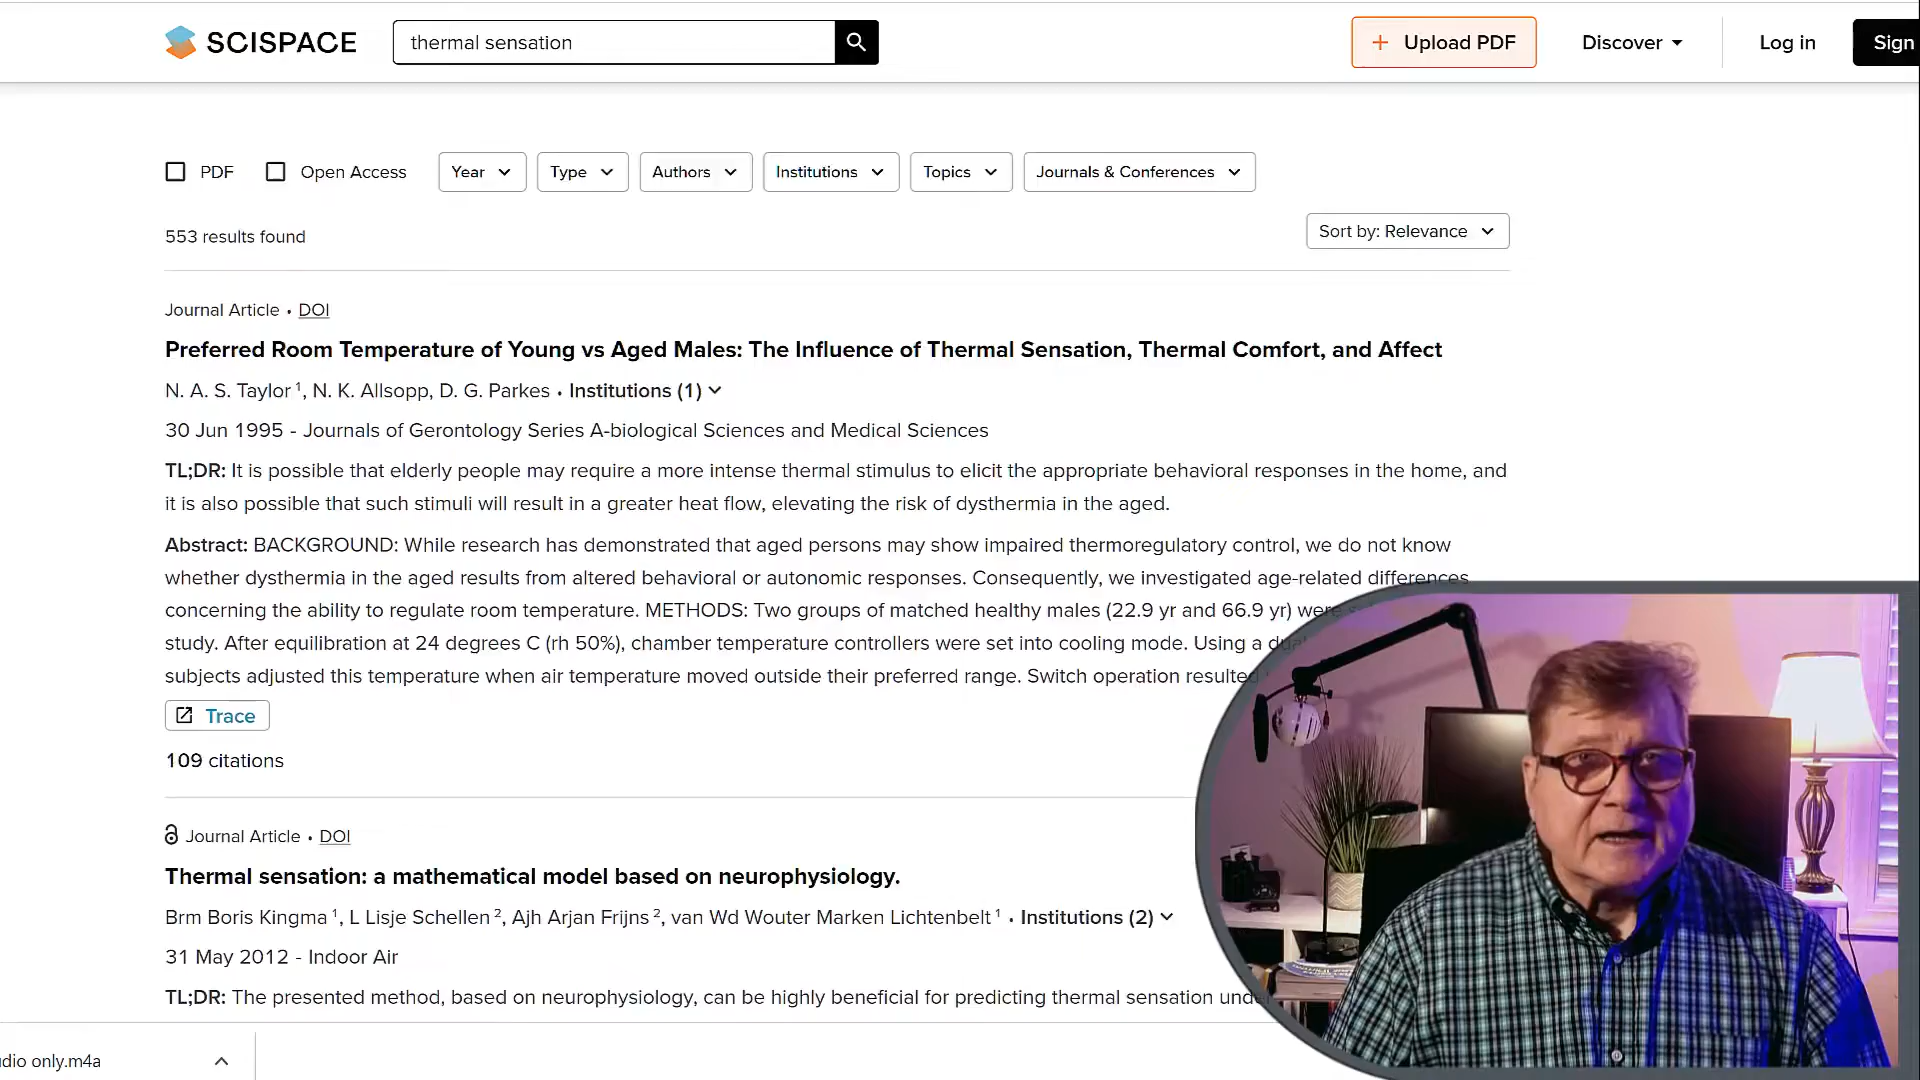 SCISPACE
thermal sensation
Upload PDF
Discover
Log in
Sign
PDF
Open Access
Year
Type
Authors
Institutions
Topics
Journals & Conferences
553 results found
Sort by: Relevance
Journal Article • DOI
Preferred Room Temperature of Young vs Aged Males: The Influence of Thermal Sensation, Thermal Comfort, and Affect
N. A. S. Taylor 1, N. K. Allsopp, D. G. Parkes • Institutions (1)
30 Jun 1995 - Journals of Gerontology Series A-biological Sciences and Medical Sciences
TL;DR: It is possible that elderly people may require a more intense thermal stimulus to elicit the appropriate behavioral responses in the home, and
it is also possible that such stimuli will result in a greater heat flow, elevating the risk of dysthermia in the aged.
Abstract: BACKGROUND: While research has demonstrated that aged persons may show impaired thermoregulatory control, we do not know
whether dysthermia in the aged results from altered behavioral or autonomic responses. Consequently, we investigated age-related differences
concerning the ability to regulate room temperature. METHODS: Two groups of matched healthy males (22.9 yr and 66.9 yr) were
study. After equilibration at 24 degrees C (rh 50%), chamber temperature controllers were set into cooling mode. Using a
subjects adjusted this temperature when air temperature moved outside their preferred range. Switch operation resulted
Trace
109 citations
Journal Article • DOI
Thermal sensation: a mathematical model based on neurophysiology.
Brm Boris Kingma 1, L Lisje Schellen 2, Ajh Arjan Frijns 2, van Wd Wouter Marken Lichtenbelt 1 • Institutions (2)
31 May 2012 - Indoor Air
TL;DR: The presented method, based on neurophysiology, can be highly beneficial for predicting thermal sensation
dio only.m4a